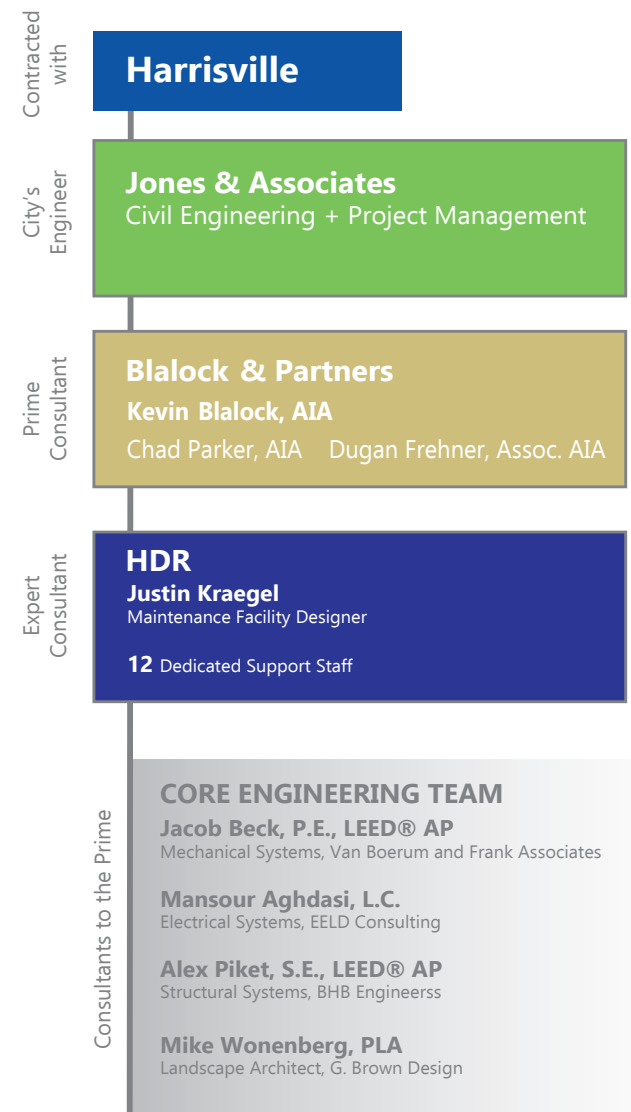 Contracted
with
Harrisville
City's
Engineer
Jones & Associates
Civil Engineering + Project Management
Prime
Consultant
Blalock & Partners
Kevin Blalock, AIA
Chad Parker, AIA Dugan Frehner, Assoc. AIA
Expert
Consultant
HDR
Justin Kraegel
Maintenance Facility Designer
12 Dedicated Support Staff
Consultants to the Prime
CORE ENGINEERING TEAM
Jacob Beck, P.E., LEED® AP
Mechanical Systems, Van Boerum and Frank Associates
Mansour Aghdasi, L.C.
Electrical Systems, EELD Consulting
Alex Piket, S.E., LEED® AP
Structural Systems, BHB Engineerss
Mike Wonenberg, PLA
Landscape Architect, G. Brown Design